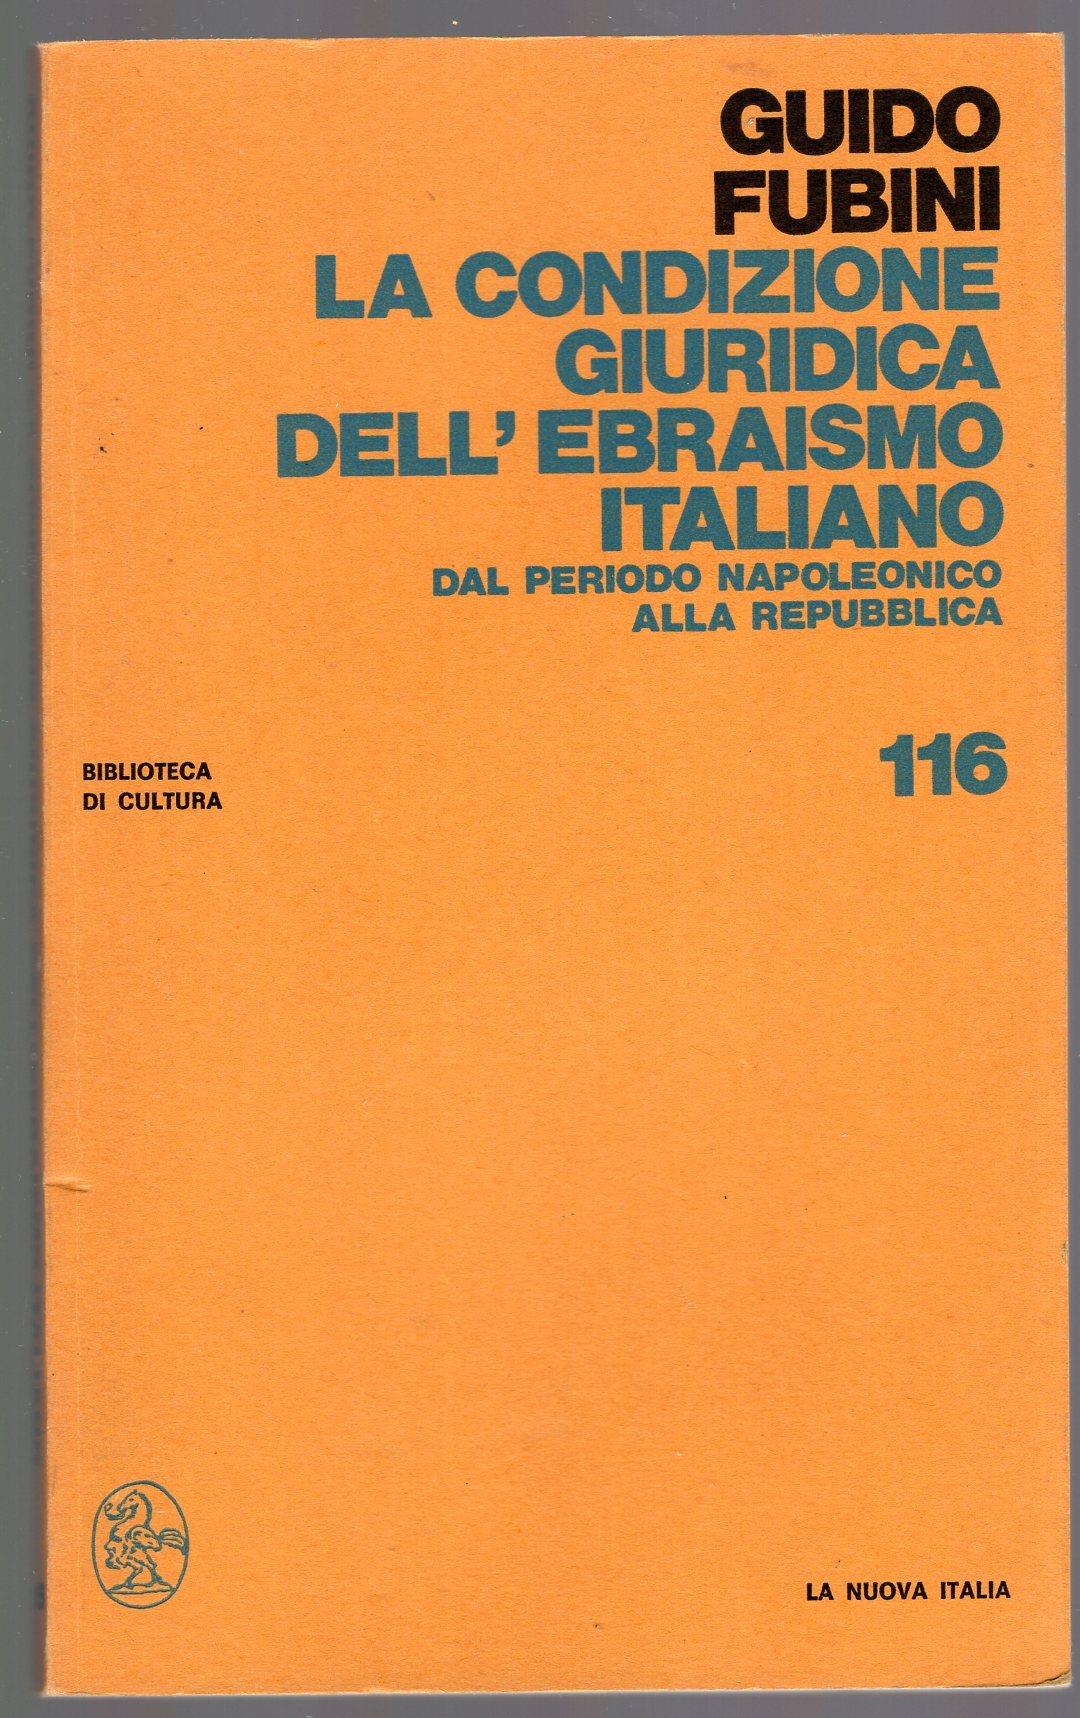 GUIDO
FUBINI
LA CONDIZIONE
GIURIDICA
DELL'EBRAISMO
ITALIANO
DAL PERIODO NAPOLEONICO
ALLA REPUBBLICA
116
BIBLIOTECA
DI CULTURA
LA NUOVA ITALIA